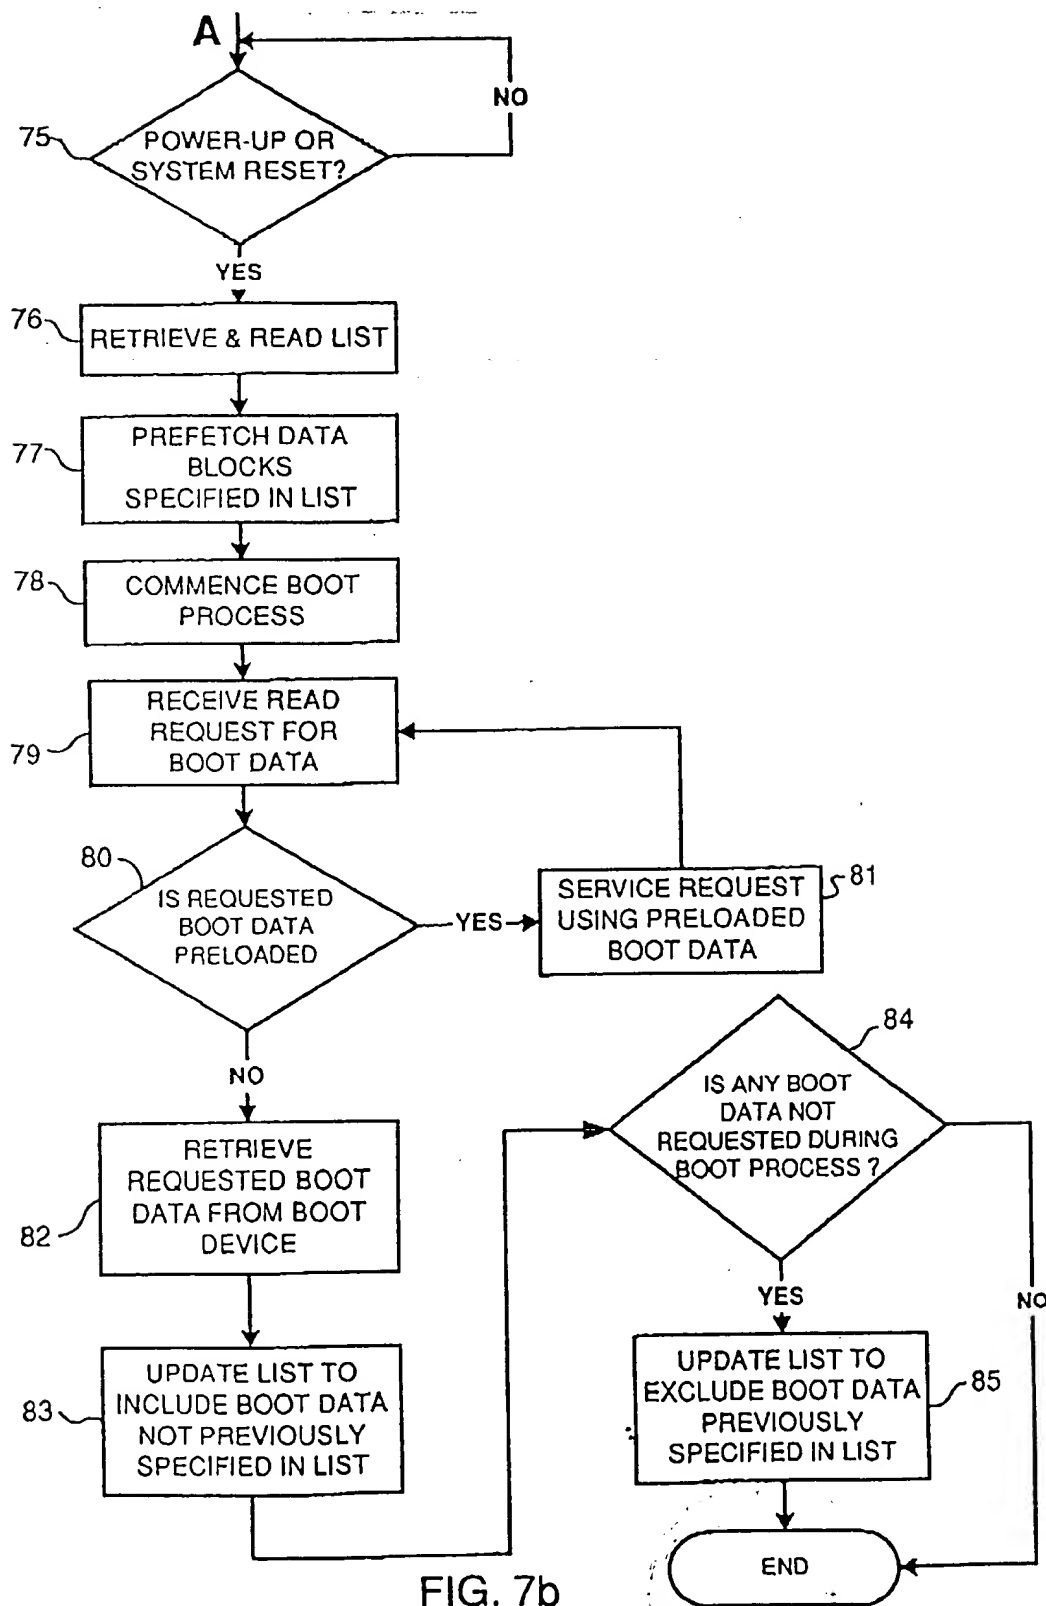 A
NO
75
POWER-UP OR
SYSTEM RESET?
YES
76
RETRIEVE & READ LIST
77
PREFETCH DATA
BLOCKS
SPECIFIED IN LIST
78
COMMENCE BOOT
PROCESS
79
RECEIVE READ
REQUEST FOR
BOOT DATA
80
IS REQUESTED
BOOT DATA
PRELOADED
YES
81
SERVICE REQUEST
USING PRELOADED
BOOT DATA
NO
82
RETRIEVE
REQUESTED BOOT
DATA FROM BOOT
DEVICE
83
UPDATE LIST TO
INCLUDE BOOT DATA
NOT PREVIOUSLY
SPECIFIED IN LIST
84
IS ANY BOOT
DATA NOT
REQUESTED DURING
BOOT PROCESS ?
YES
NO
85
UPDATE LIST TO
EXCLUDE BOOT DATA
PREVIOUSLY
SPECIFIED IN LIST
END
FIG. 7b